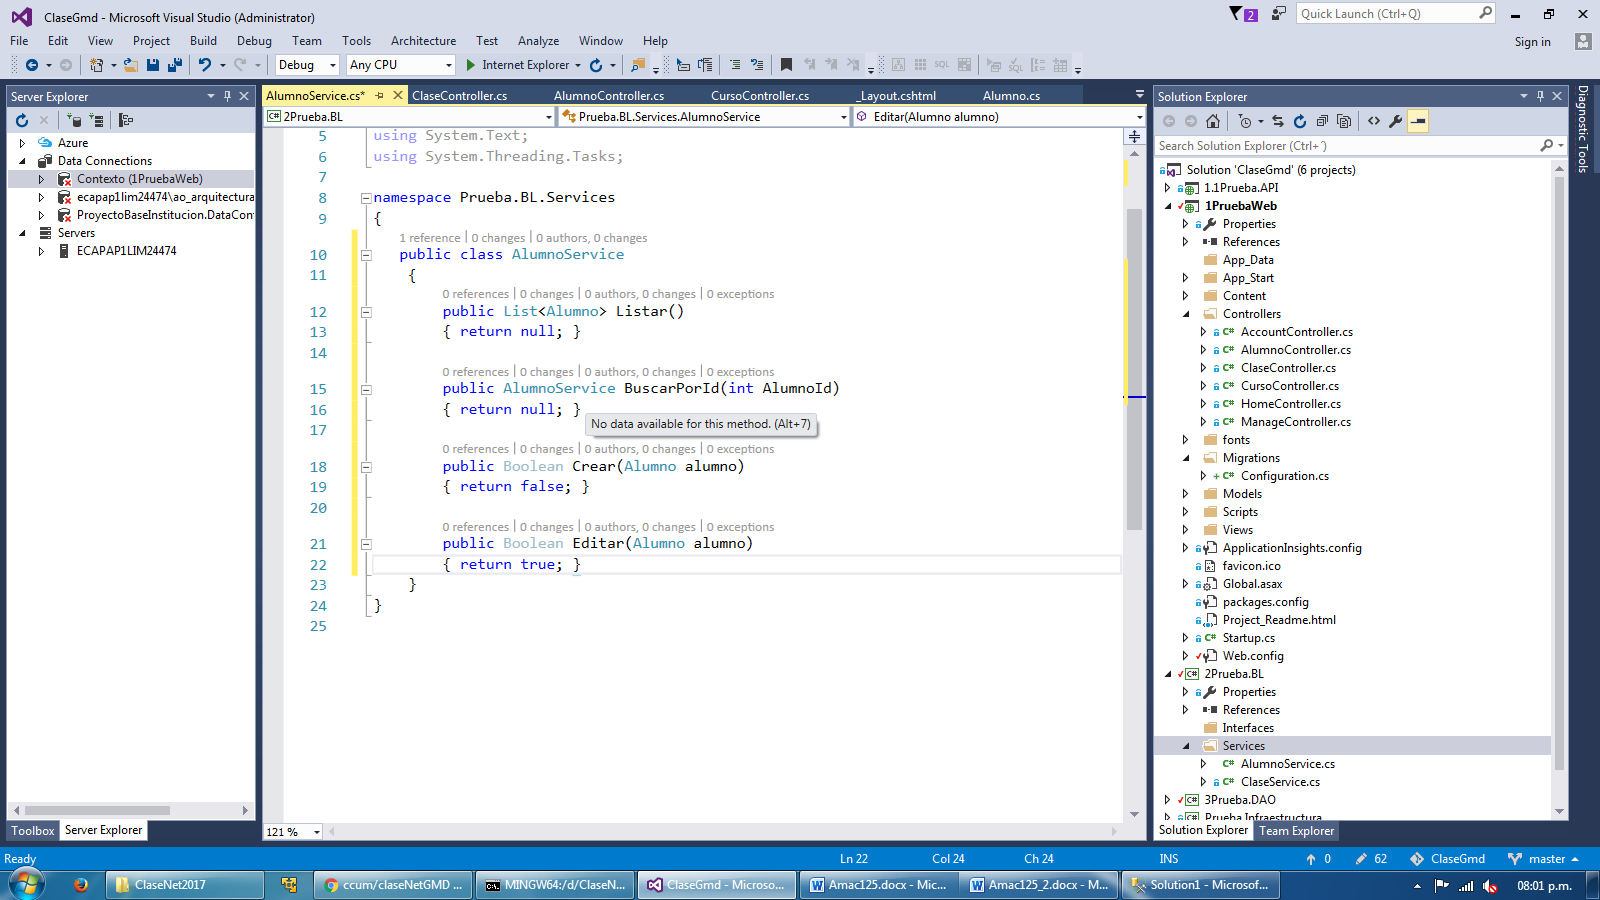 ClaseGmd - Microsoft Visual Studio (Administrator)
2
Quick Launch (Ctrl+Q)
File Edit View Project Build Debug Team Tools Architecture Test Analyze Window Help
Sign in
Debug Any CPU Internet Explorer
Server Explorer
Azure
Data Connections
Contexto (1PruebaWeb)
ecapap1lim24474\ao_arquitectura
ProyectoBaseInstitucion.DataCon
Servers
ECAPAP1LIM24474
Toolbox Server Explorer
AlumnoService.cs* ClaseController.cs AlumnoController.cs CursoController.cs _Layout.cshtml Alumno.cs
2Prueba.BL Prueba.BL.Services.AlumnoService Editar(Alumno alumno)
5 using System.Text;
6 using System.Threading.Tasks;
7
8 namespace Prueba.BL.Services
9 {
1 reference | 0 changes | 0 authors, 0 changes
10 public class AlumnoService
11 {
0 references | 0 changes | 0 authors, 0 changes | 0 exceptions
12 public List<Alumno> Listar()
13 { return null; }
14
0 references | 0 changes | 0 authors, 0 changes | 0 exceptions
15 public AlumnoService BuscarPorId(int AlumnoId)
16 { return null; }
No data available for this method. (Alt+7)
17
0 references | 0 changes | 0 authors, 0 changes | 0 exceptions
18 public Boolean Crear(Alumno alumno)
19 { return false; }
20
0 references | 0 changes | 0 authors, 0 changes | 0 exceptions
21 public Boolean Editar(Alumno alumno)
22 { return true; }
23 }
24 }
25
121 %
Solution Explorer
Search Solution Explorer (Ctrl+´)
Solution 'ClaseGmd' (6 projects)
1.1Prueba.API
1PruebaWeb
Properties
References
App_Data
App_Start
Content
Controllers
AccountController.cs
AlumnoController.cs
ClaseController.cs
CursoController.cs
HomeController.cs
ManageController.cs
fonts
Migrations
Configuration.cs
Models
Scripts
Views
ApplicationInsights.config
favicon.ico
Global.asax
packages.config
Project_Readme.html
Startup.cs
Web.config
2Prueba.BL
Properties
References
Interfaces
Services
AlumnoService.cs
ClaseService.cs
3Prueba.DAO
Prueba.Infraestructura
Solution Explorer Team Explorer
Diagnostic Tools
Ready Ln 22 Col 24 Ch 24 INS 0 62 ClaseGmd master
ClaseNet2017 ccum/claseNetGMD ... MINGW64:/d/ClaseN... ClaseGmd - Microso... Amac125.docx - Mic... Amac125_2.docx - M... Solution1 - Microsof... 08:01 p.m.